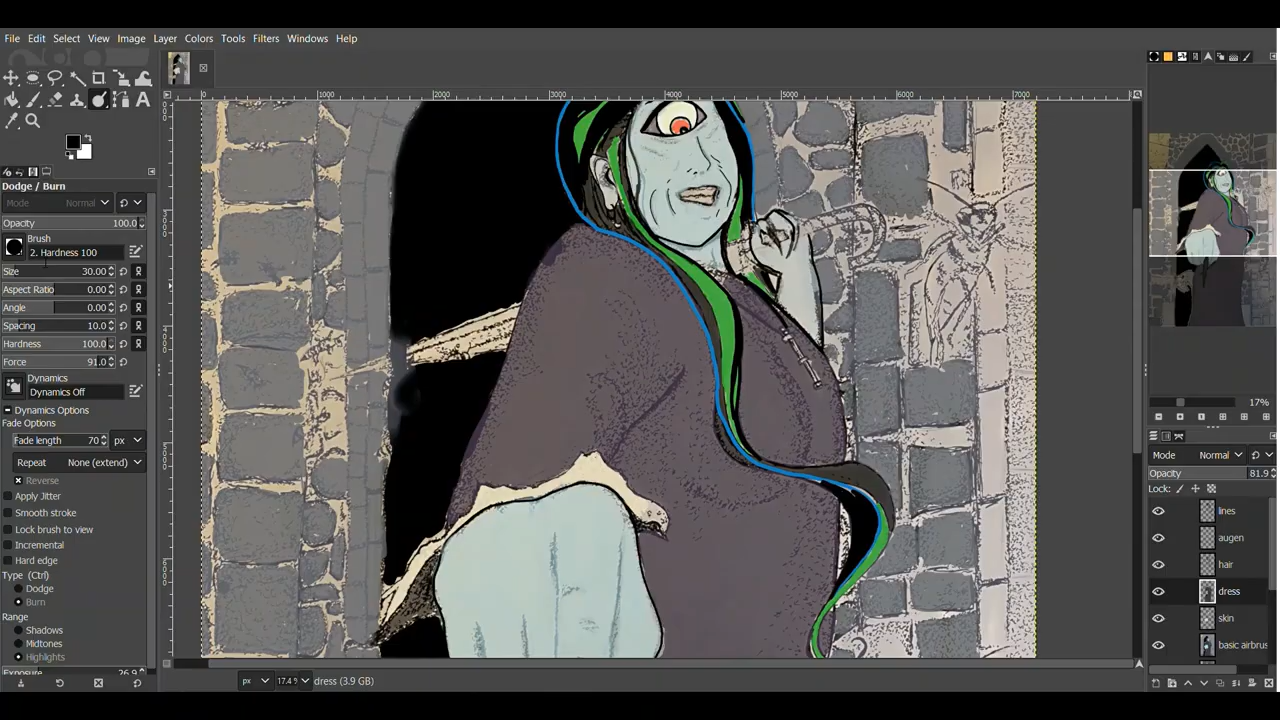 File Edit Select View Image Layer Colors Tools Filters Windows Help
0 1000 2000 3000 4000 5000 6000 7000
Dodge / Burn
Mode Normal
Opacity 100.0
Brush
2. Hardness 100
Size 30.00
Aspect Ratio 0.00
Angle 0.00
Spacing 10.0
Hardness 100.0
Force 91.0
Dynamics
Dynamics Off
Dynamics Options
Fade Options
Fade length 70 px
Repeat None (extend)
Reverse
Apply Jitter
Smooth stroke
Lock brush to view
Incremental
Hard edge
Type (Ctrl)
Dodge
Burn
Range
Shadows
Midtones
Highlights
Exposure 26.9
px 17.4 dress (3.9 GB)
17%
Mode Normal
Opacity 81.9
Lock:
lines
augen
hair
dress
skin
basic airbrus